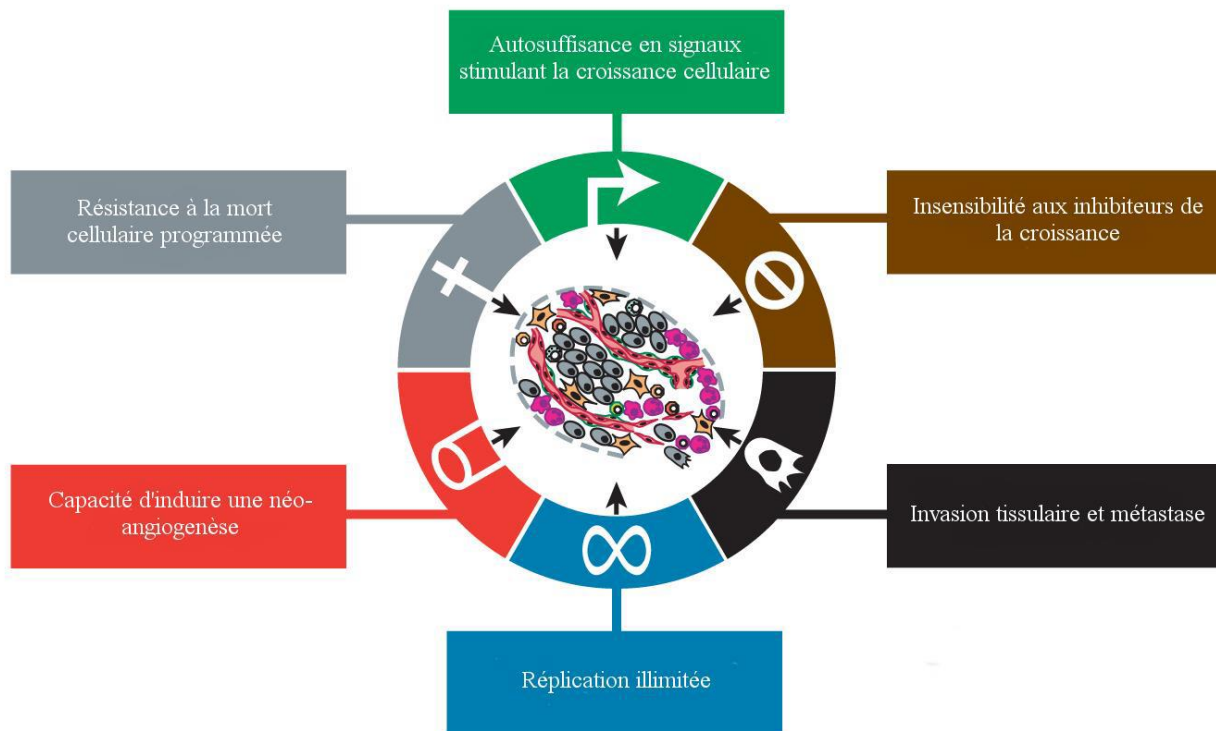 Autosuffisance en signaux
stimulant la croissance cellulaire
Résistance à la mort
cellulaire programmée
Insensibilité aux inhibiteurs de
la croissance
Capacité d'induire une néo-
angiogenèse
Invasion tissulaire et métastase
Réplication illimitée